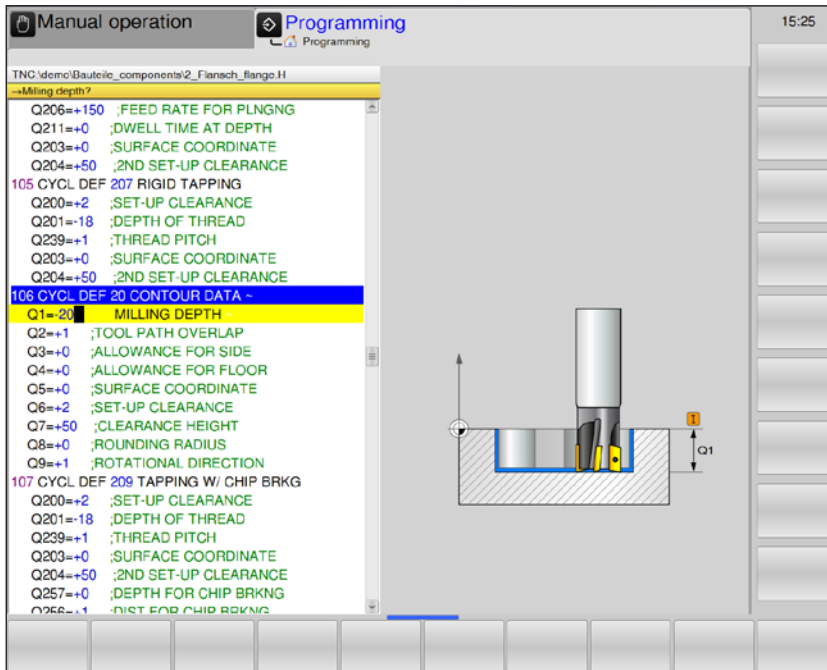 Manual operation
Programming
Programming
15:25
TNC:\demo\Bauteile_components\2_Flansch_flange.H
→Milling depth?
Q206=+150 ;FEED RATE FOR PLNGNG
Q211=+0 ;DWELL TIME AT DEPTH
Q203=+0 ;SURFACE COORDINATE
Q204=+50 ;2ND SET-UP CLEARANCE
105 CYCL DEF 207 RIGID TAPPING
Q200=+2 ;SET-UP CLEARANCE
Q201=-18 ;DEPTH OF THREAD
Q239=+1 ;THREAD PITCH
Q203=+0 ;SURFACE COORDINATE
Q204=+50 ;2ND SET-UP CLEARANCE
106 CYCL DEF 20 CONTOUR DATA ~
Q1=-20 MILLING DEPTH ~
Q2=+1 ;TOOL PATH OVERLAP
Q3=+0 ;ALLOWANCE FOR SIDE
Q4=+0 ;ALLOWANCE FOR FLOOR
Q5=+0 ;SURFACE COORDINATE
Q6=+2 ;SET-UP CLEARANCE
Q7=+50 ;CLEARANCE HEIGHT
Q8=+0 ;ROUNDING RADIUS
Q9=+1 ;ROTATIONAL DIRECTION
107 CYCL DEF 209 TAPPING W/ CHIP BRKG
Q200=+2 ;SET-UP CLEARANCE
Q201=-18 ;DEPTH OF THREAD
Q239=+1 ;THREAD PITCH
Q203=+0 ;SURFACE COORDINATE
Q204=+50 ;2ND SET-UP CLEARANCE
Q257=+0 ;DEPTH FOR CHIP BRKNG
Q256=+1 ;DIST FOR CHIP BRKNG
I
Q1